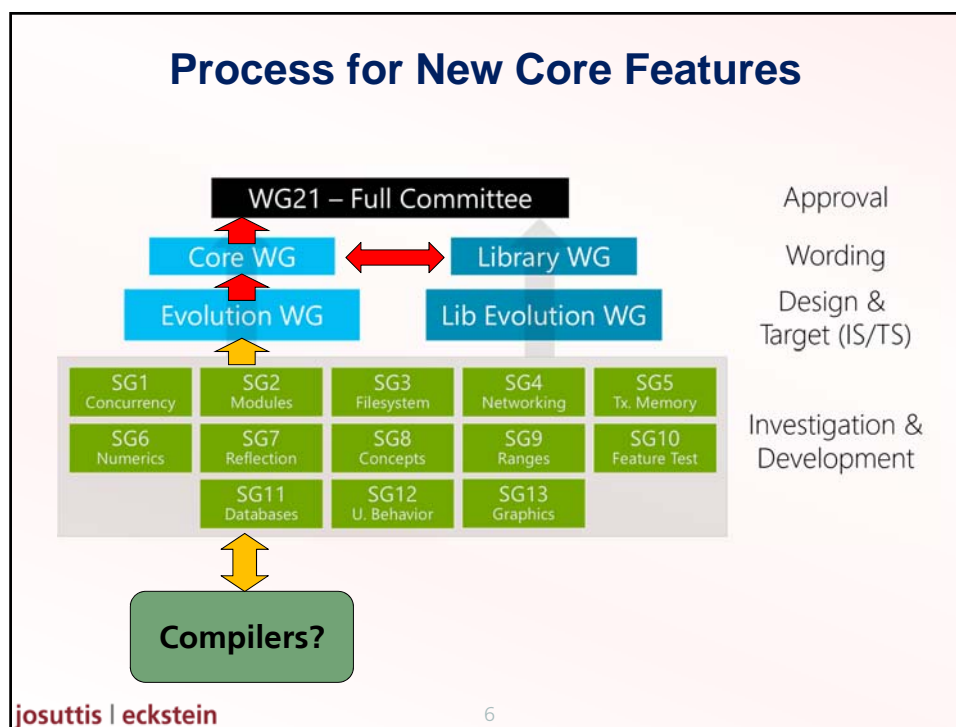 Process for New Core Features
WG21 – Full Committee
Approval
Core WG
Library WG
Wording
Evolution WG
Lib Evolution WG
Design &
Target (IS/TS)
SG1
Concurrency
SG2
Modules
SG3
Filesystem
SG4
Networking
SG5
Tx. Memory
SG6
Numerics
SG7
Reflection
SG8
Concepts
SG9
Ranges
SG10
Feature Test
SG11
Databases
SG12
U. Behavior
SG13
Graphics
Investigation &
Development
Compilers?
josuttis | eckstein
6